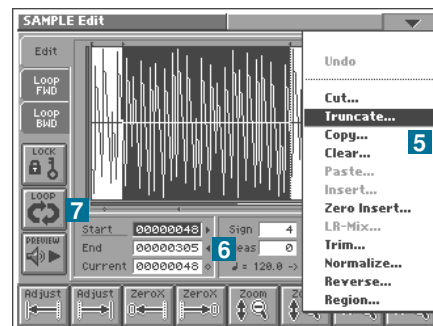 SAMPLE Edit
Edit
Loop
FWD
Loop
BWD
LOCK
LOOP
7
PREVIEW
Start 00000048
End 00000305
Current 00000048
6
Sign 4
eas 0
= 120.0 ->
Undo
Cut...
Truncate...
Copy...
5
Clear...
Paste...
Insert...
Zero Insert...
LR-Mix...
Trim...
Normalize...
Reverse...
Region...
Adjust
Adjust
ZeroX
ZeroX
Zoom